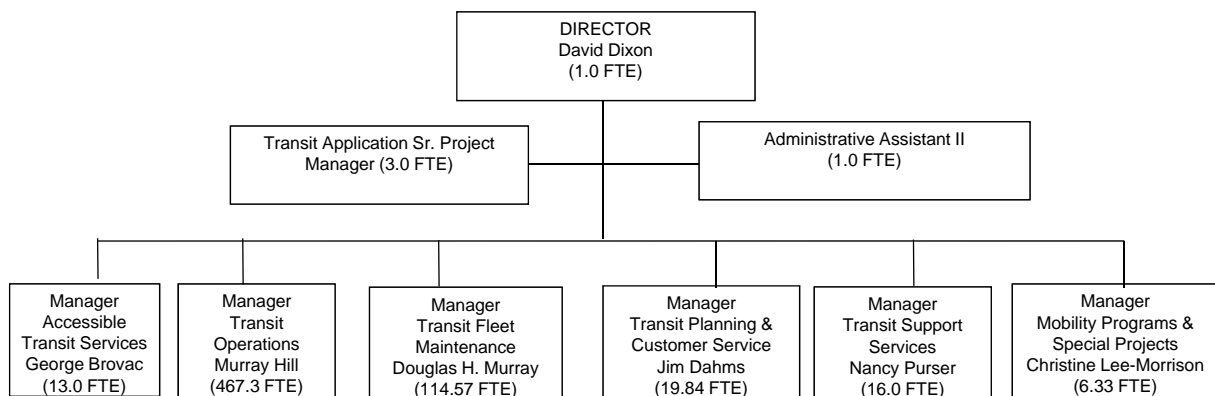 DIRECTOR
David Dixon
(1.0 FTE)
Transit Application Sr. Project
Manager (3.0 FTE)
Administrative Assistant II
(1.0 FTE)
Manager
Accessible
Transit Services
George Brovac
(13.0 FTE)
Manager
Transit
Operations
Murray Hill
(467.3 FTE)
Manager
Transit Fleet
Maintenance
Douglas H. Murray
(114.57 FTE)
Manager
Transit Planning &
Customer Service
Jim Dahms
(19.84 FTE)
Manager
Transit Support
Services
Nancy Purser
(16.0 FTE)
Manager
Mobility Programs &
Special Projects
Christine Lee-Morrison
(6.33 FTE)